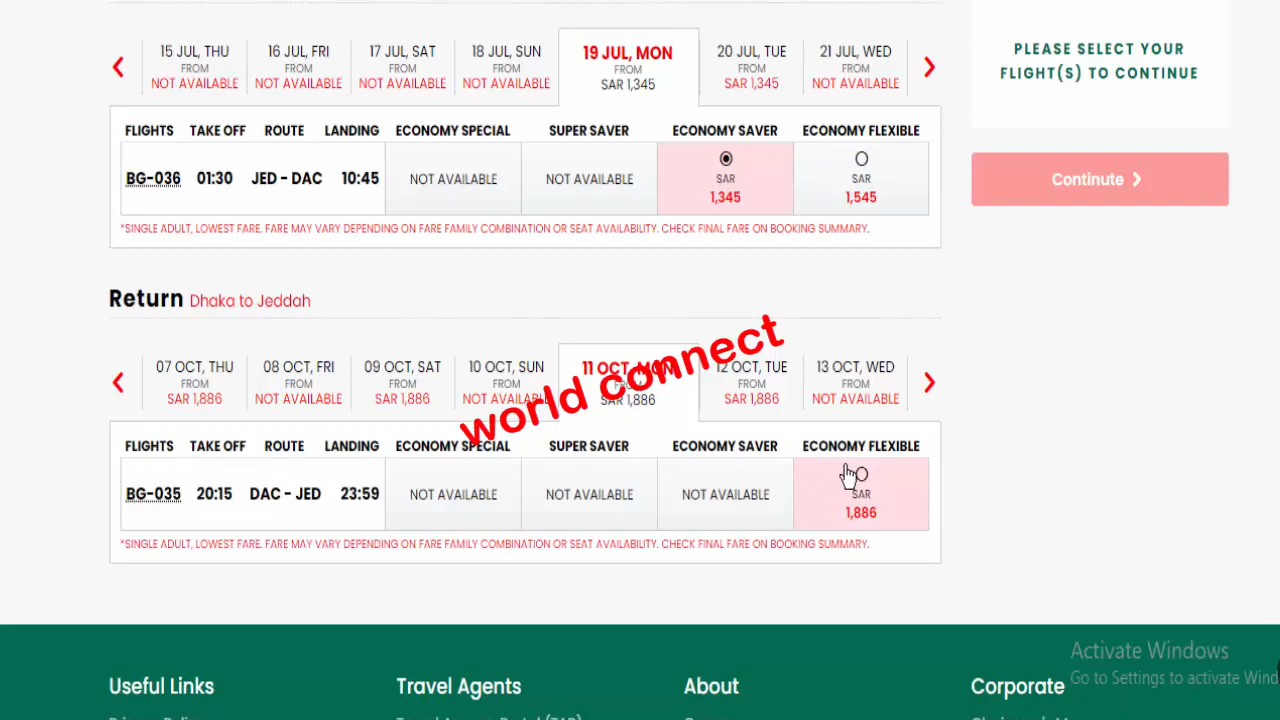 PLEASE SELECT YOUR
FLIGHT(S) TO CONTINUE
Continue
15 JUL, THU 16 JUL, FRI 17 JUL, SAT 18 JUL, SUN 19 JUL, MON 20 JUL, TUE 21 JUL, WED
FROM FROM FROM FROM FROM FROM FROM
NOT AVAILABLE NOT AVAILABLE NOT AVAILABLE NOT AVAILABLE SAR 1,345 SAR 1,345 NOT AVAILABLE
FLIGHTS TAKE OFF ROUTE LANDING ECONOMY SPECIAL SUPER SAVER ECONOMY SAVER ECONOMY FLEXIBLE
BG-036 01:30 JED - DAC 10:45 NOT AVAILABLE NOT AVAILABLE SAR 1,345 SAR 1,545
*SINGLE ADULT, LOWEST FARE. FARE MAY VARY DEPENDING ON FARE FAMILY COMBINATION OR SEAT AVAILABILITY. CHECK FINAL FARE ON BOOKING SUMMARY.
Return Dhaka to Jeddah
07 OCT, THU 08 OCT, FRI 09 OCT, SAT 10 OCT, SUN 11 OCT, MON 12 OCT, TUE 13 OCT, WED
FROM FROM FROM FROM FROM FROM FROM
SAR 1,886 NOT AVAILABLE SAR 1,886 NOT AVAILABLE SAR 1,886 SAR 1,886 NOT AVAILABLE
world connect
FLIGHTS TAKE OFF ROUTE LANDING ECONOMY SPECIAL SUPER SAVER ECONOMY SAVER ECONOMY FLEXIBLE
BG-035 20:15 DAC - JED 23:59 NOT AVAILABLE NOT AVAILABLE NOT AVAILABLE SAR 1,886
*SINGLE ADULT, LOWEST FARE. FARE MAY VARY DEPENDING ON FARE FAMILY COMBINATION OR SEAT AVAILABILITY. CHECK FINAL FARE ON BOOKING SUMMARY.
Activate Windows
Go to Settings to activate Wind
Useful Links Travel Agents About Corporate